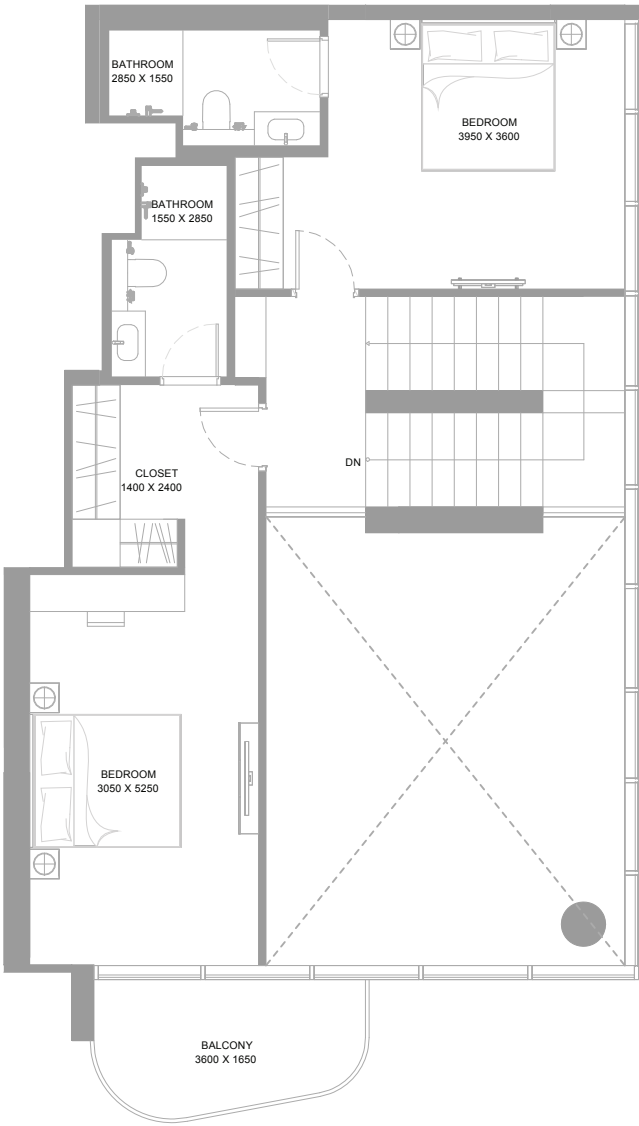 BATHROOM
2850 X 1550
BEDROOM
3950 X 3600
BATHROOM
1550 X 2850
DN
CLOSET
1400 X 2400
BEDROOM
3050 X 5250
BALCONY
3600 X 1650